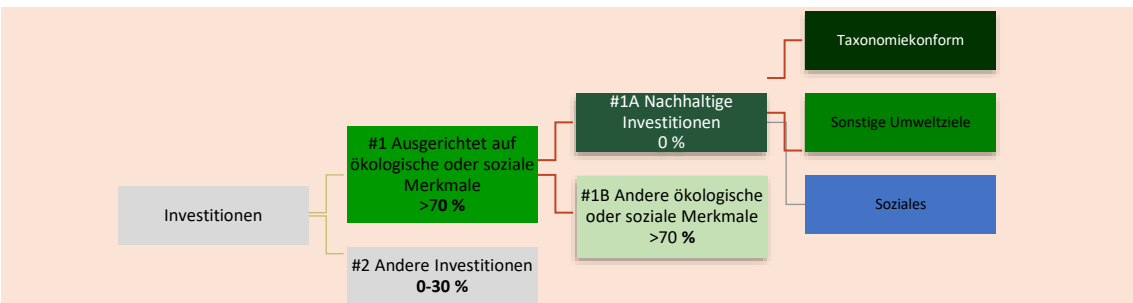 Investitionen
#1 Ausgerichtet auf
ökologische oder soziale
Merkmale
>70 %
#2 Andere Investitionen
0-30 %
#1A Nachhaltige
Investitionen
0 %
#1B Andere ökologische
oder soziale Merkmale
>70 %
Taxonomiekonform
Sonstige Umweltziele
Soziales